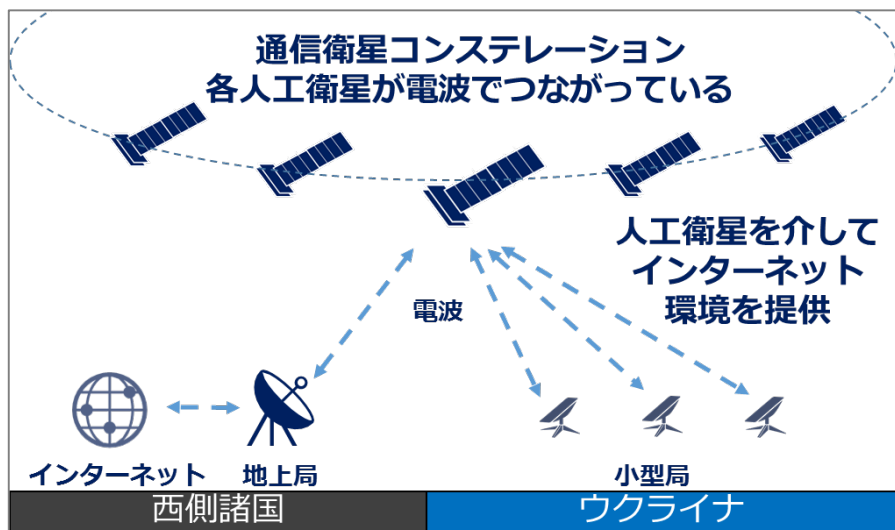 通信衛星コンステレーション
各人工衛星が電波でつながっている
人工衛星を介して
インターネット
環境を提供
電波
インターネット
地上局
小型局
西側諸国
ウクライナ